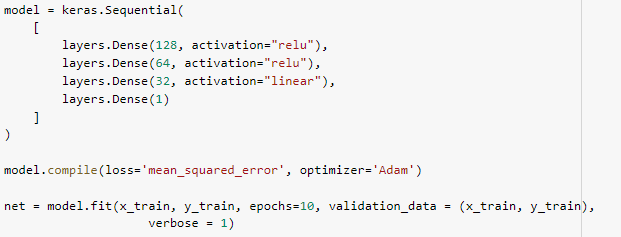 model = keras.Sequential(
    [
        layers.Dense(128, activation="relu"),
        layers.Dense(64, activation="relu"),
        layers.Dense(32, activation="linear"),
        layers.Dense(1)
    ]
)

model.compile(loss='mean_squared_error', optimizer='Adam')

net = model.fit(x_train, y_train, epochs=10, validation_data = (x_train, y_train),
                    verbose = 1)